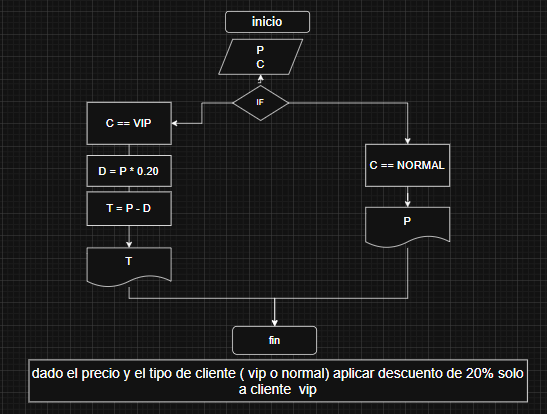 inicio
P
C
IF
C == VIP
C == NORMAL
D = P * 0.20
T = P - D
P
T
fin
dado el precio y el tipo de cliente ( vip o normal) aplicar descuento de 20% solo
a cliente vip